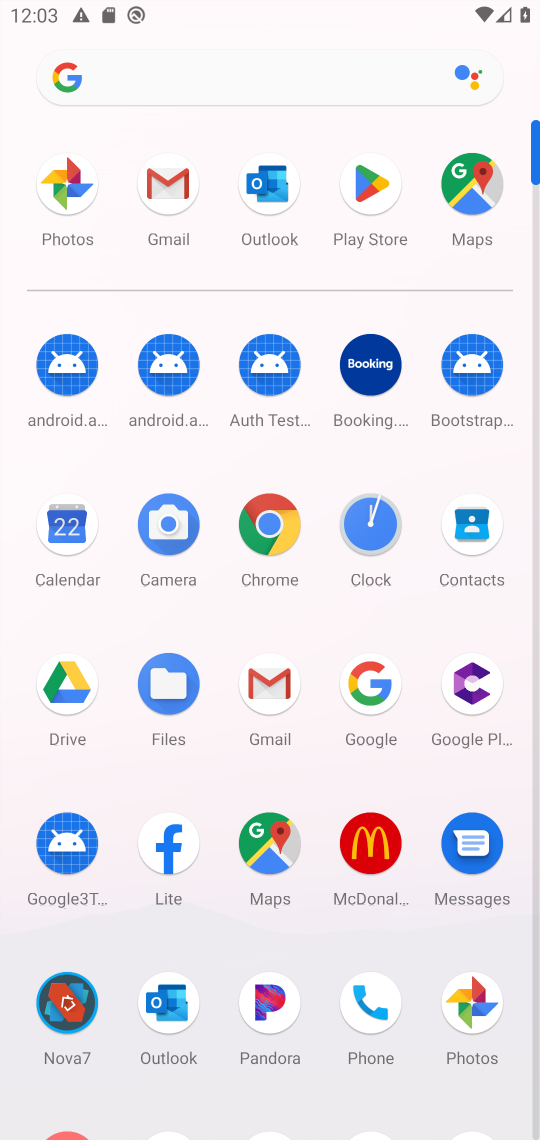 12:03
Photos Gmail Outlook Play Store Maps
android.a... android.a... Auth Test... Booking.... Bootstrap...
Booking
22
Calendar Camera Chrome Clock Contacts
Drive Files Gmail Google Google Pl...
Google3T... Lite Maps McDonal... Messages
Nova7 Outlook Pandora Phone Photos